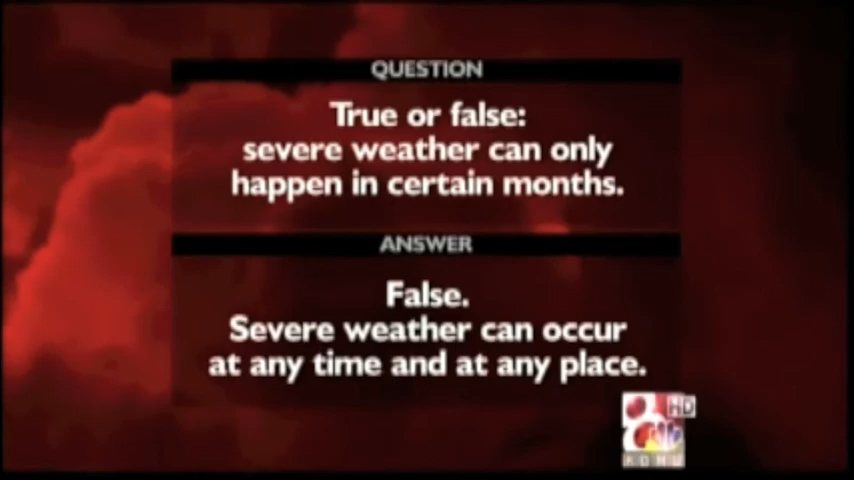 QUESTION
True or false:
severe weather can only
happen in certain months.
ANSWER
False.
Severe weather can occur
at any time and at any place.
HD
KOMU